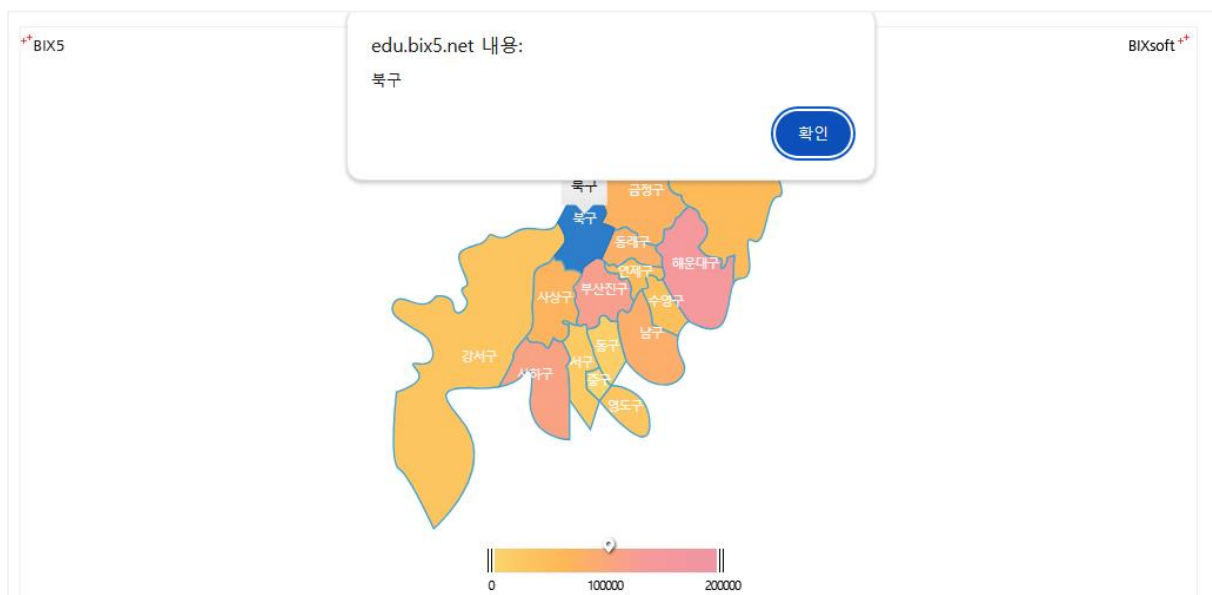 ++BIX5
BIXsoft++
edu.bix5.net 내용:
북구
확인
북구
금정구
북구
동래구
해운대구
연제구
부산진구
사상구
수영구
남구
동구
강서구
서구
사하구
중구
영도구
0
100000
200000